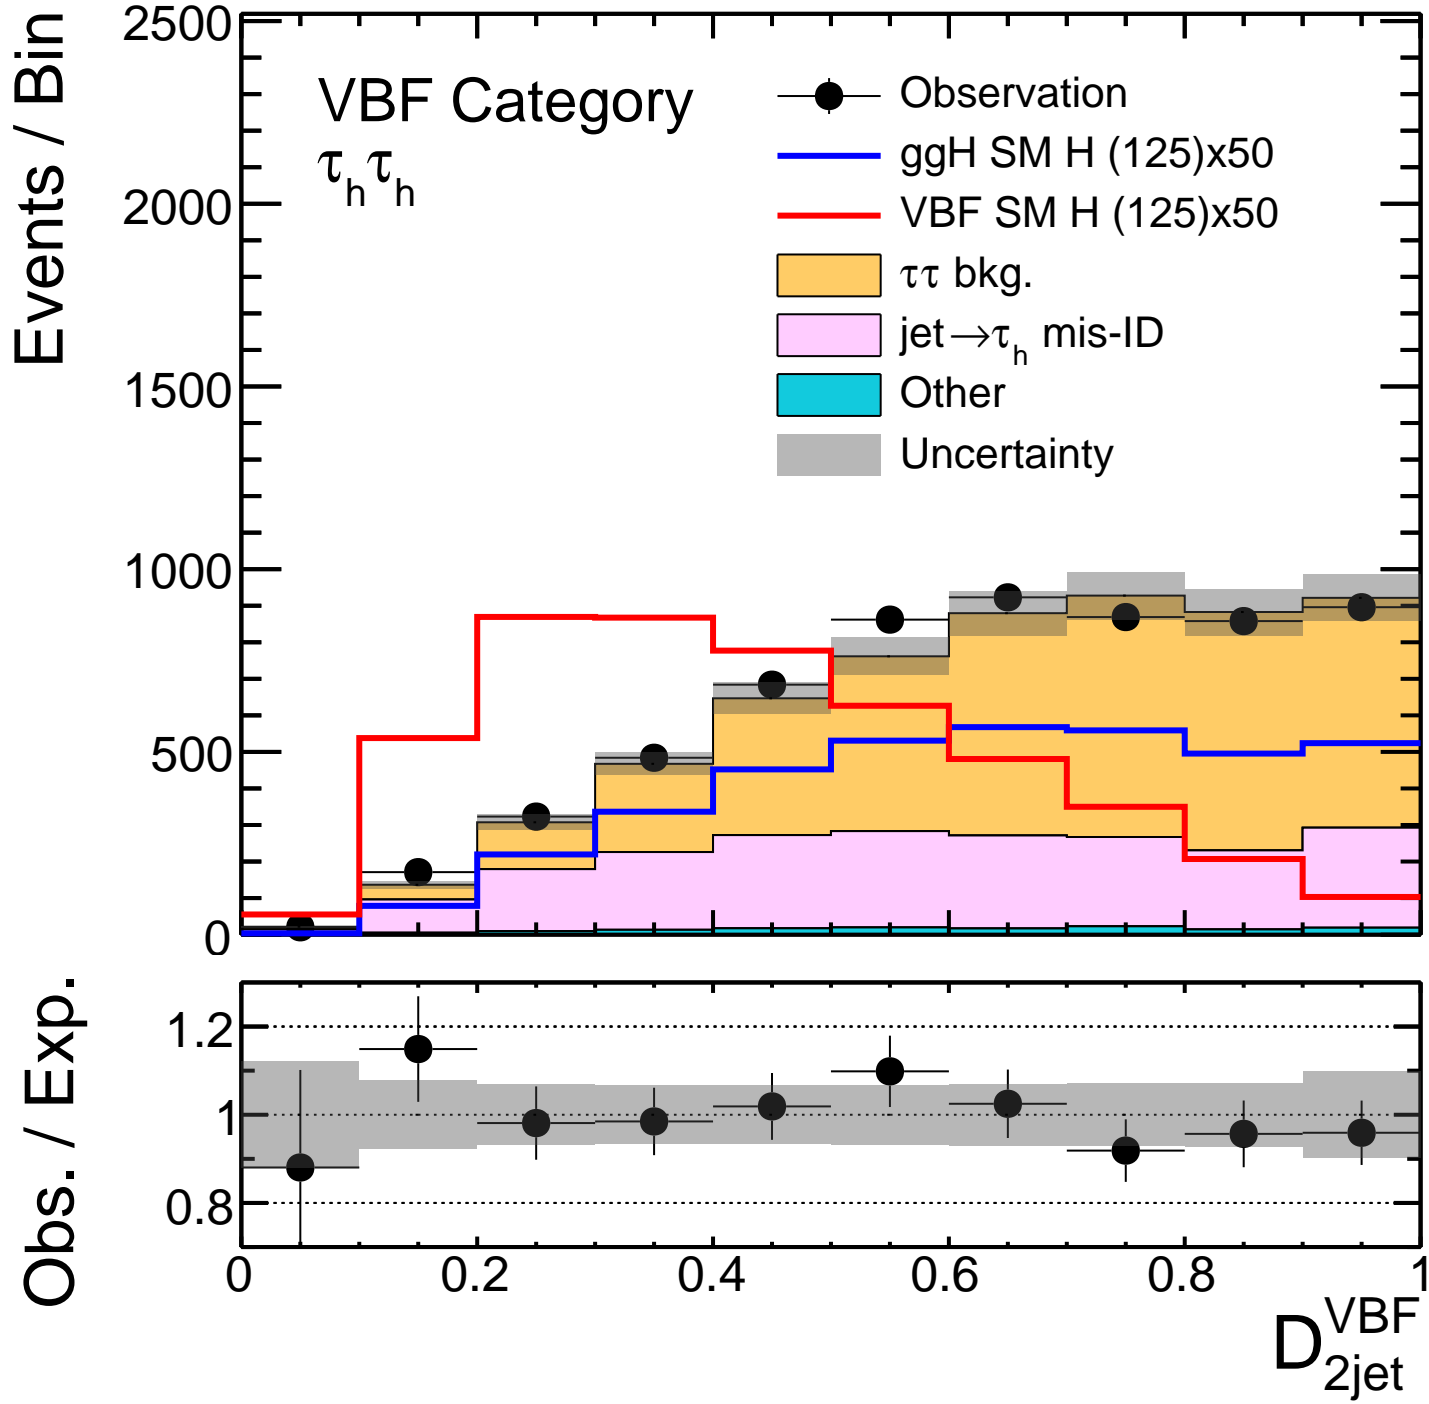 Events / Bin
2500
2000
1500
1000
500
0
VBF Category
τhτh
Observation
ggH SM H (125)x50
VBF SM H (125)x50
ττ bkg.
jet→τh mis-ID
Other
Uncertainty
Obs. / Exp.
1.2
1
0.8
0 0.2 0.4 0.6 0.8 1
D2jetVBF